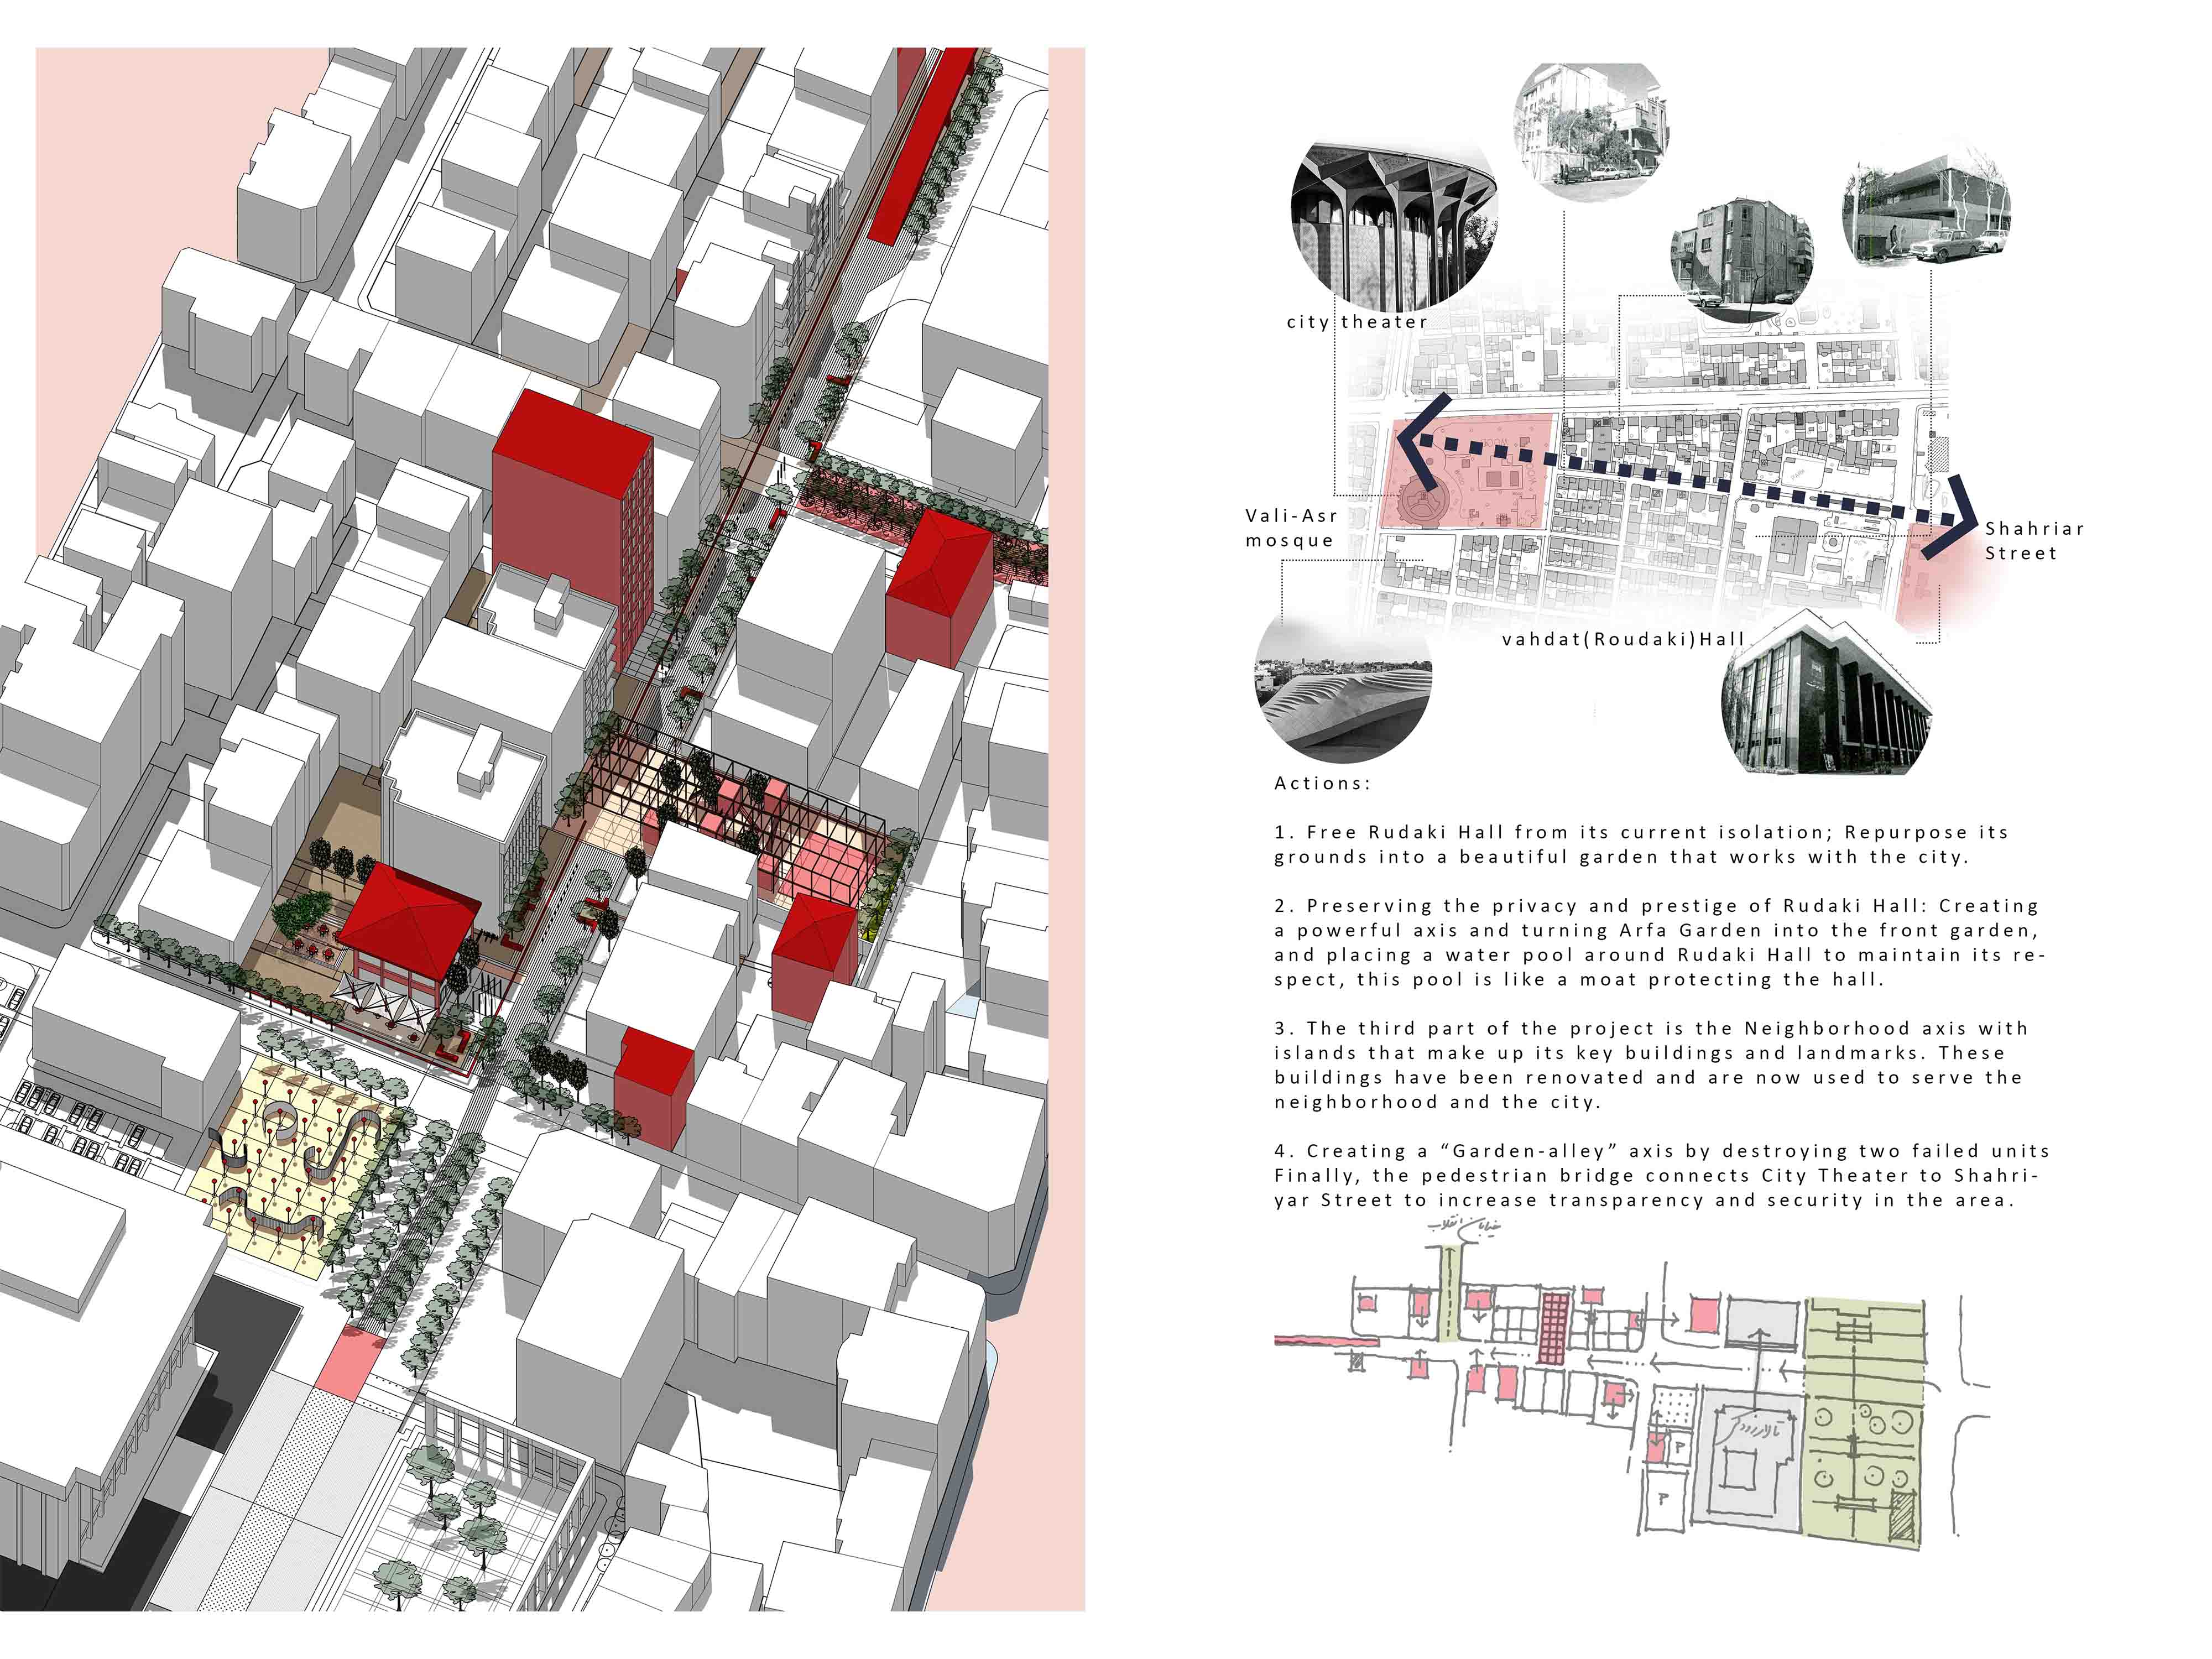 city theater
Vali-Asr
mosque
Shahriar
Street
vahdat(Roudaki)Hall
WOOD
PARK
Actions:
1. Free Rudaki Hall from its current isolation; Repurpose its
grounds into a beautiful garden that works with the city.
2. Preserving the privacy and prestige of Rudaki Hall: Creating
a powerful axis and turning Arfa Garden into the front garden,
and placing a water pool around Rudaki Hall to maintain its re-
spect, this pool is like a moat protecting the hall.
3. The third part of the project is the Neighborhood axis with
islands that make up its key buildings and landmarks. These
buildings have been renovated and are now used to serve the
neighborhood and the city.
4. Creating a “Garden-alley” axis by destroying two failed units
Finally, the pedestrian bridge connects City Theater to Shahri-
yar Street to increase transparency and security in the area.
خیابان انقلاب
تالار رودکی
P
P